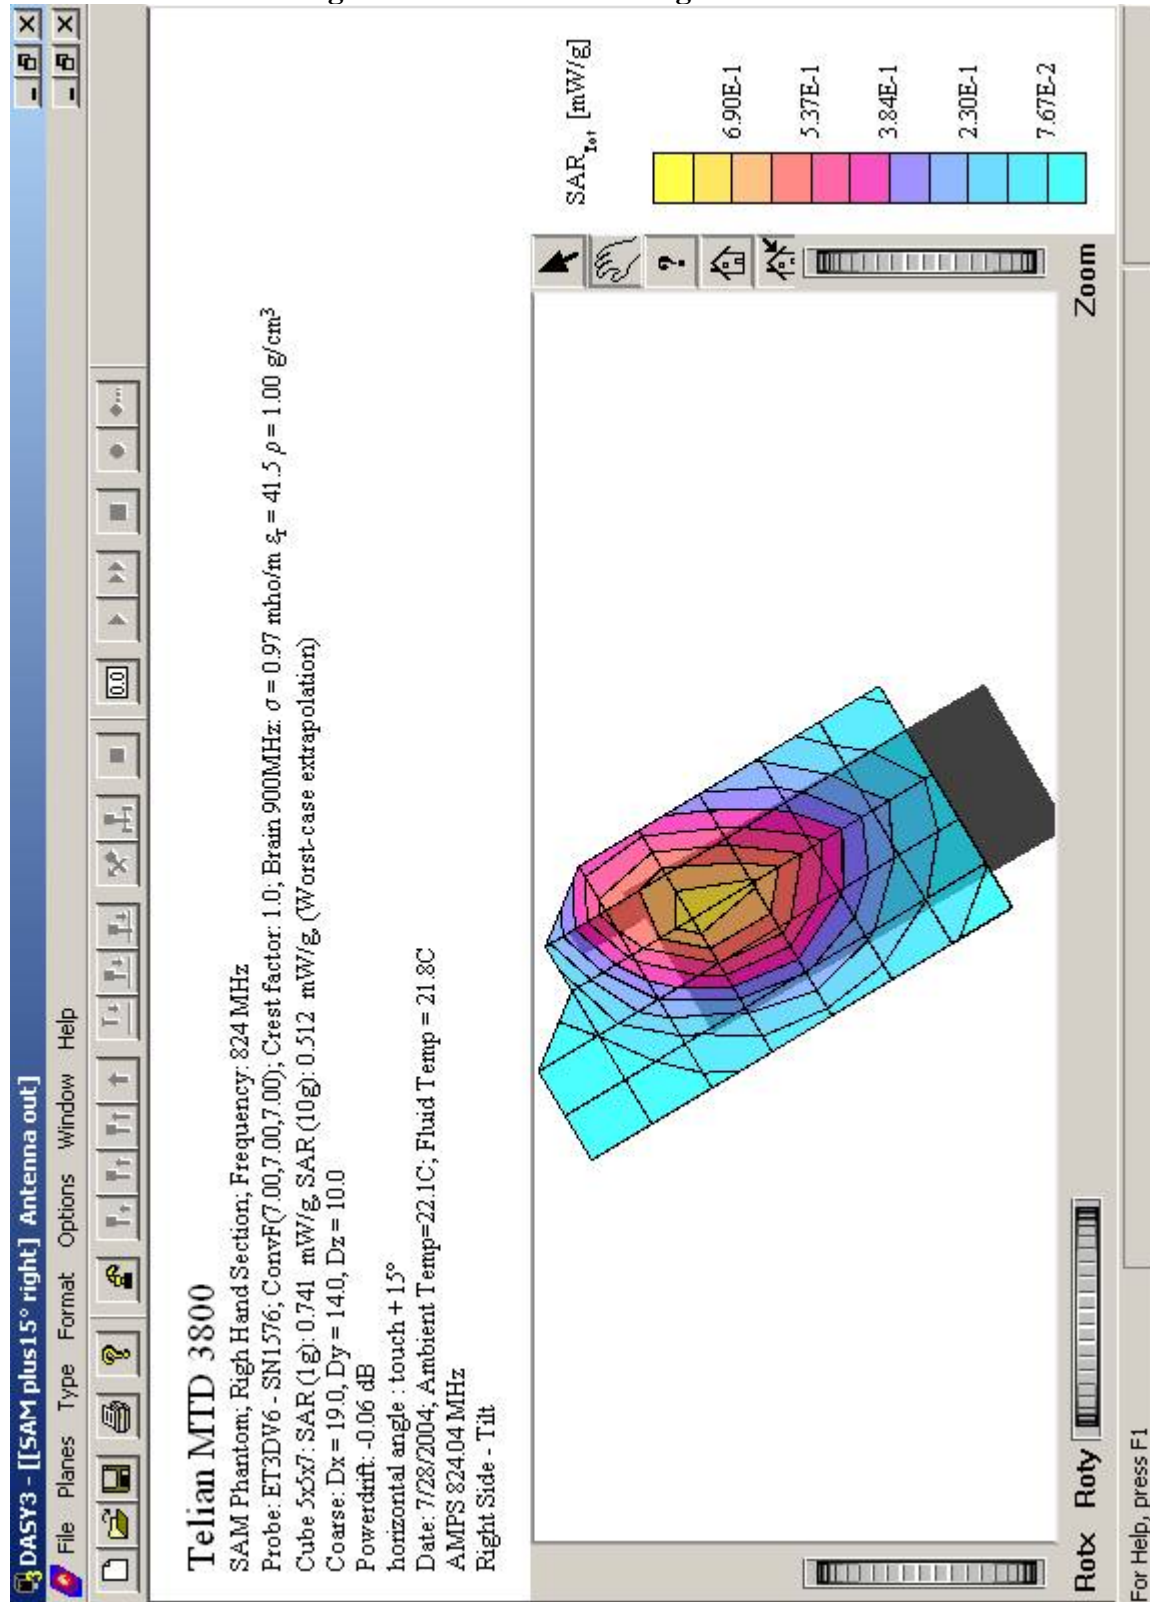 DASY3 - [[SAM plus15° right] Antenna out]
File Planes Type Format Options Window Help
0.0
Telian MTD 3800
SAM Phantom; Righ Hand Section; Frequency: 824 MHz
Probe: ET3DV6 - SN1576; ConvF(7.00,7.00,7.00); Crest factor: 1.0; Brain 900MHz: σ = 0.97 mho/m εr = 41.5 ρ = 1.00 g/cm³
Cube 5x5x7: SAR (1g): 0.741 mW/g, SAR (10g): 0.512 mW/g, (Worst-case extrapolation)
Coarse: Dx = 19.0, Dy = 14.0, Dz = 10.0
Powerdrift: -0.06 dB
horizontal angle : touch + 15°
Date: 7/28/2004; Ambient Temp=22.1C; Fluid Temp = 21.8C
AMPS 824.04 MHz
Right Side - Tilt
SARTot [mW/g]
6.90E-1
5.37E-1
3.84E-1
2.30E-1
7.67E-2
Rotx Roty Zoom
For Help, press F1